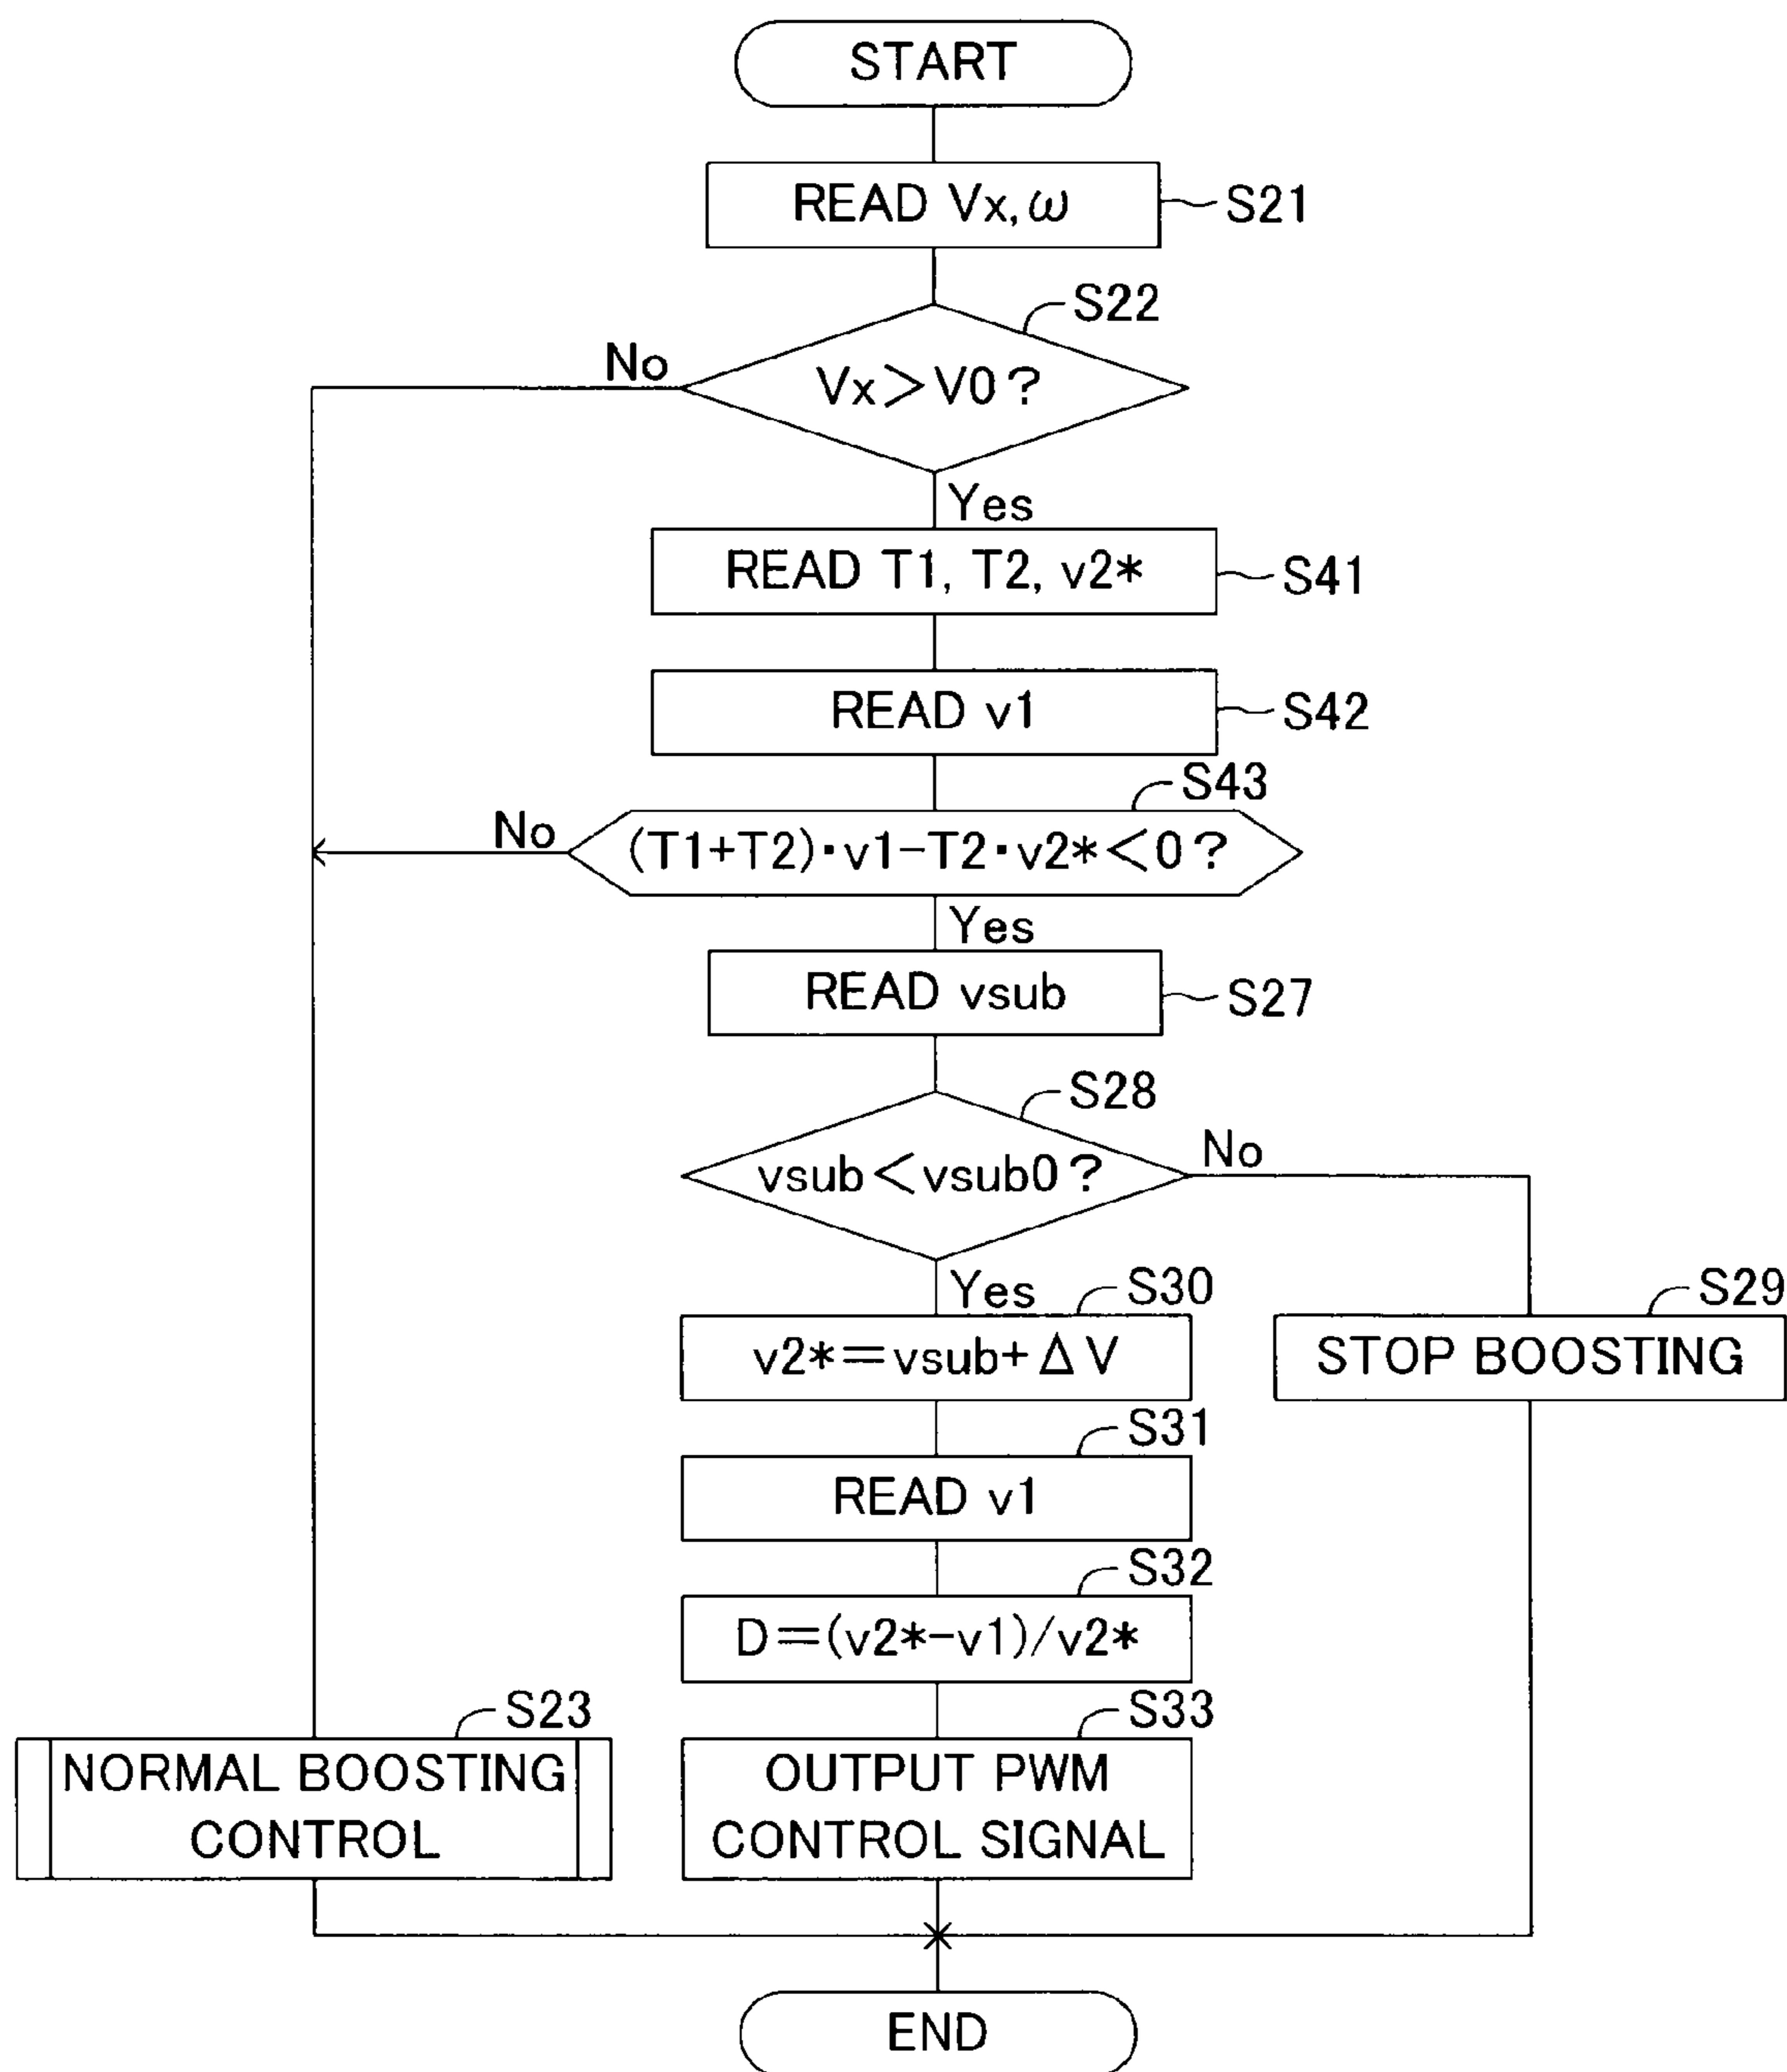 START
READ Vx, ω
S21
S22
Vx＞V0?
No
Yes
READ T1, T2, v2*
S41
READ v1
S42
S43
(T1+T2)·v1-T2·v2*＜0?
No
Yes
READ vsub
S27
S28
vsub＜vsub0?
No
Yes
S30
v2*=vsub+ΔV
S29
STOP BOOSTING
S31
READ v1
S32
D=(v2*-v1)/v2*
S23
NORMAL BOOSTING
CONTROL
S33
OUTPUT PWM
CONTROL SIGNAL
END